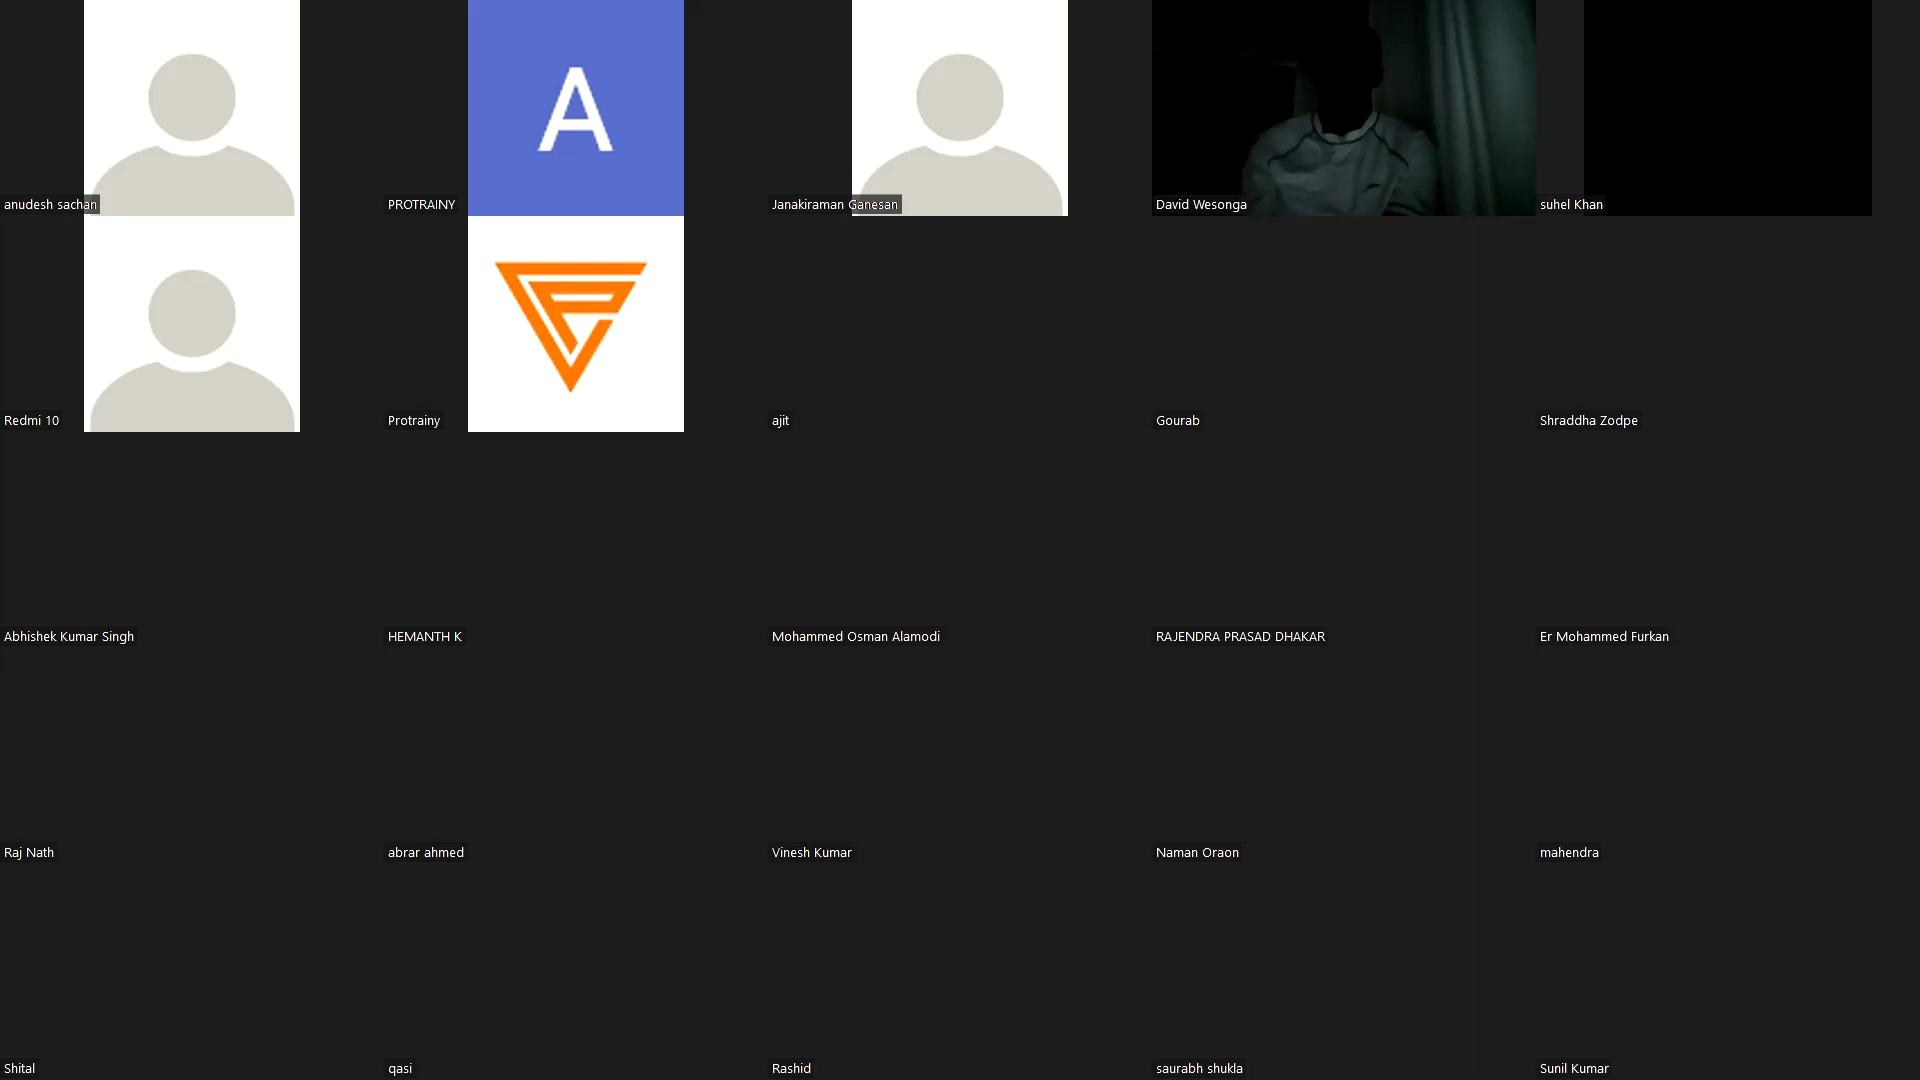 A
anudesh sachan
PROTRAINY
Janakiraman Ganesan
David Wesonga
suhel Khan
Redmi 10
Protrainy
ajit
Gourab
Shraddha Zodpe
Abhishek Kumar Singh
HEMANTH K
Mohammed Osman Alamodi
RAJENDRA PRASAD DHAKAR
Er Mohammed Furkan
Raj Nath
abrar ahmed
Vinesh Kumar
Naman Oraon
mahendra
Shital
qasi
Rashid
saurabh shukla
Sunil Kumar